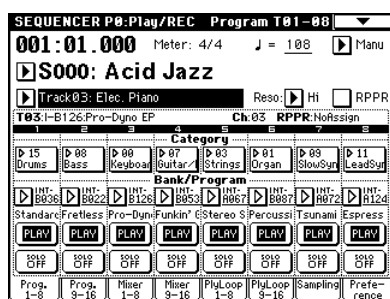 SEQUENCER P0:Play/REC Program T01-08
001:01.000 Meter: 4/4 ♩ = 108 Manu
S000: Acid Jazz
Track03: Elec. Piano Reso: Hi RPPR
T03:I-B126:Pro-Dyno EP Ch:03 RPPR:NoAssign
1 2 3 4 5 6 7 8
Category
15 08 00 07 03 01 09 11
Drums Bass Keyboar Guitar/ Strings Organ SlowSyn LeadSyn
Bank/Program
INT- INT- INT- INT- INT- INT- INT- INT-
B036 B022 B126 B053 A067 B087 A072 A124
Standarc Fretless Pro-Dyn Funkin' Stereo S Percussi Tsunami Espress
PLAY PLAY PLAY PLAY PLAY PLAY PLAY PLAY
SOLO SOLO SOLO SOLO SOLO SOLO SOLO SOLO
OFF OFF OFF OFF OFF OFF OFF OFF
Prog. Prog. Mixer Mixer PlyLoop PlyLoop Sampling Prefe-
1-8 9-16 1-8 9-16 1-8 9-16 rence